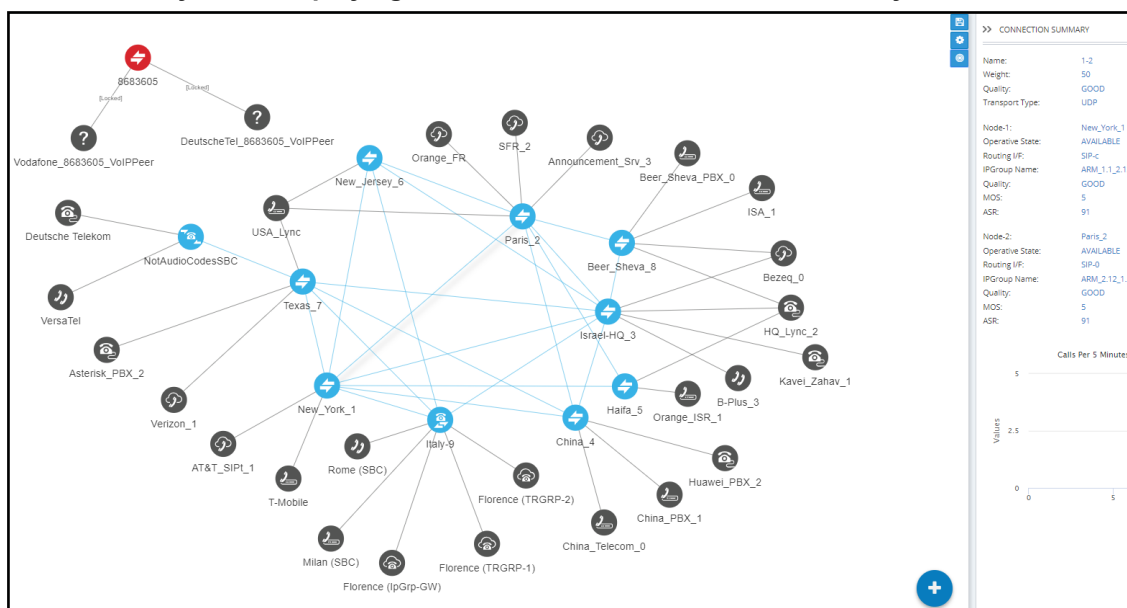 CONNECTION SUMMARY
8683605
[Locked]
[Locked]
Vodafone_8683605_VoIPPeer
DeutscheTel_8683605_VoIPPeer
Orange_FR
SFR_2
Announcement_Srv_3
Beer_Sheva_PBX_0
New_Jersey_6
ISA_1
USA_Lync
Paris_2
Deutsche Telekom
NotAudioCodesSBC
Beer_Sheva_8
Bezeq_0
VersaTel
Texas_7
Israel-HQ_3
HQ_Lync_2
Asterisk_PBX_2
Kavei_Zahav_1
New_York_1
Haifa_5
B-Plus_3
Orange_ISR_1
Verizon_1
Italy-9
China_4
AT&T_SIPt_1
Rome (SBC)
Huawei_PBX_2
T-Mobile
Florence (TRGRP-2)
China_PBX_1
China_Telecom_0
Milan (SBC)
Florence (TRGRP-1)
Florence (IpGrp-GW)
Name: 1-2
Weight: 50
Quality: GOOD
Transport Type: UDP
Node-1: New_York_1
Operative State: AVAILABLE
Routing I/F: SIP-c
IPGroup Name: ARM_1.1_2.1
Quality: GOOD
MOS: 5
ASR: 91
Node-2: Paris_2
Operative State: AVAILABLE
Routing I/F: SIP-0
IPGroup Name: ARM_2.12_1.
Quality: GOOD
MOS: 5
ASR: 91
Calls Per 5 Minutes
Values
5
2.5
0
0 5